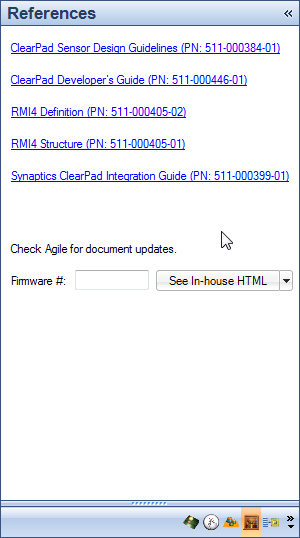 References «
ClearPad Sensor Design Guidelines (PN: 511-000384-01)
ClearPad Developer's Guide (PN: 511-000446-01)
RMI4 Definition (PN: 511-000405-02)
RMI4 Structure (PN: 511-000405-01)
Synaptics ClearPad Integration Guide (PN: 511-000399-01)
Check Agile for document updates.
Firmware #: See In-house HTML
»